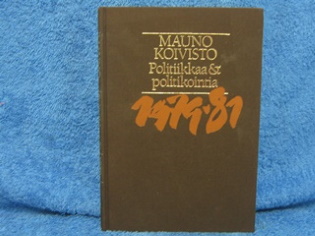 MAUNO
KOIVISTO
Politiikkaa &
politikointia
1979-81